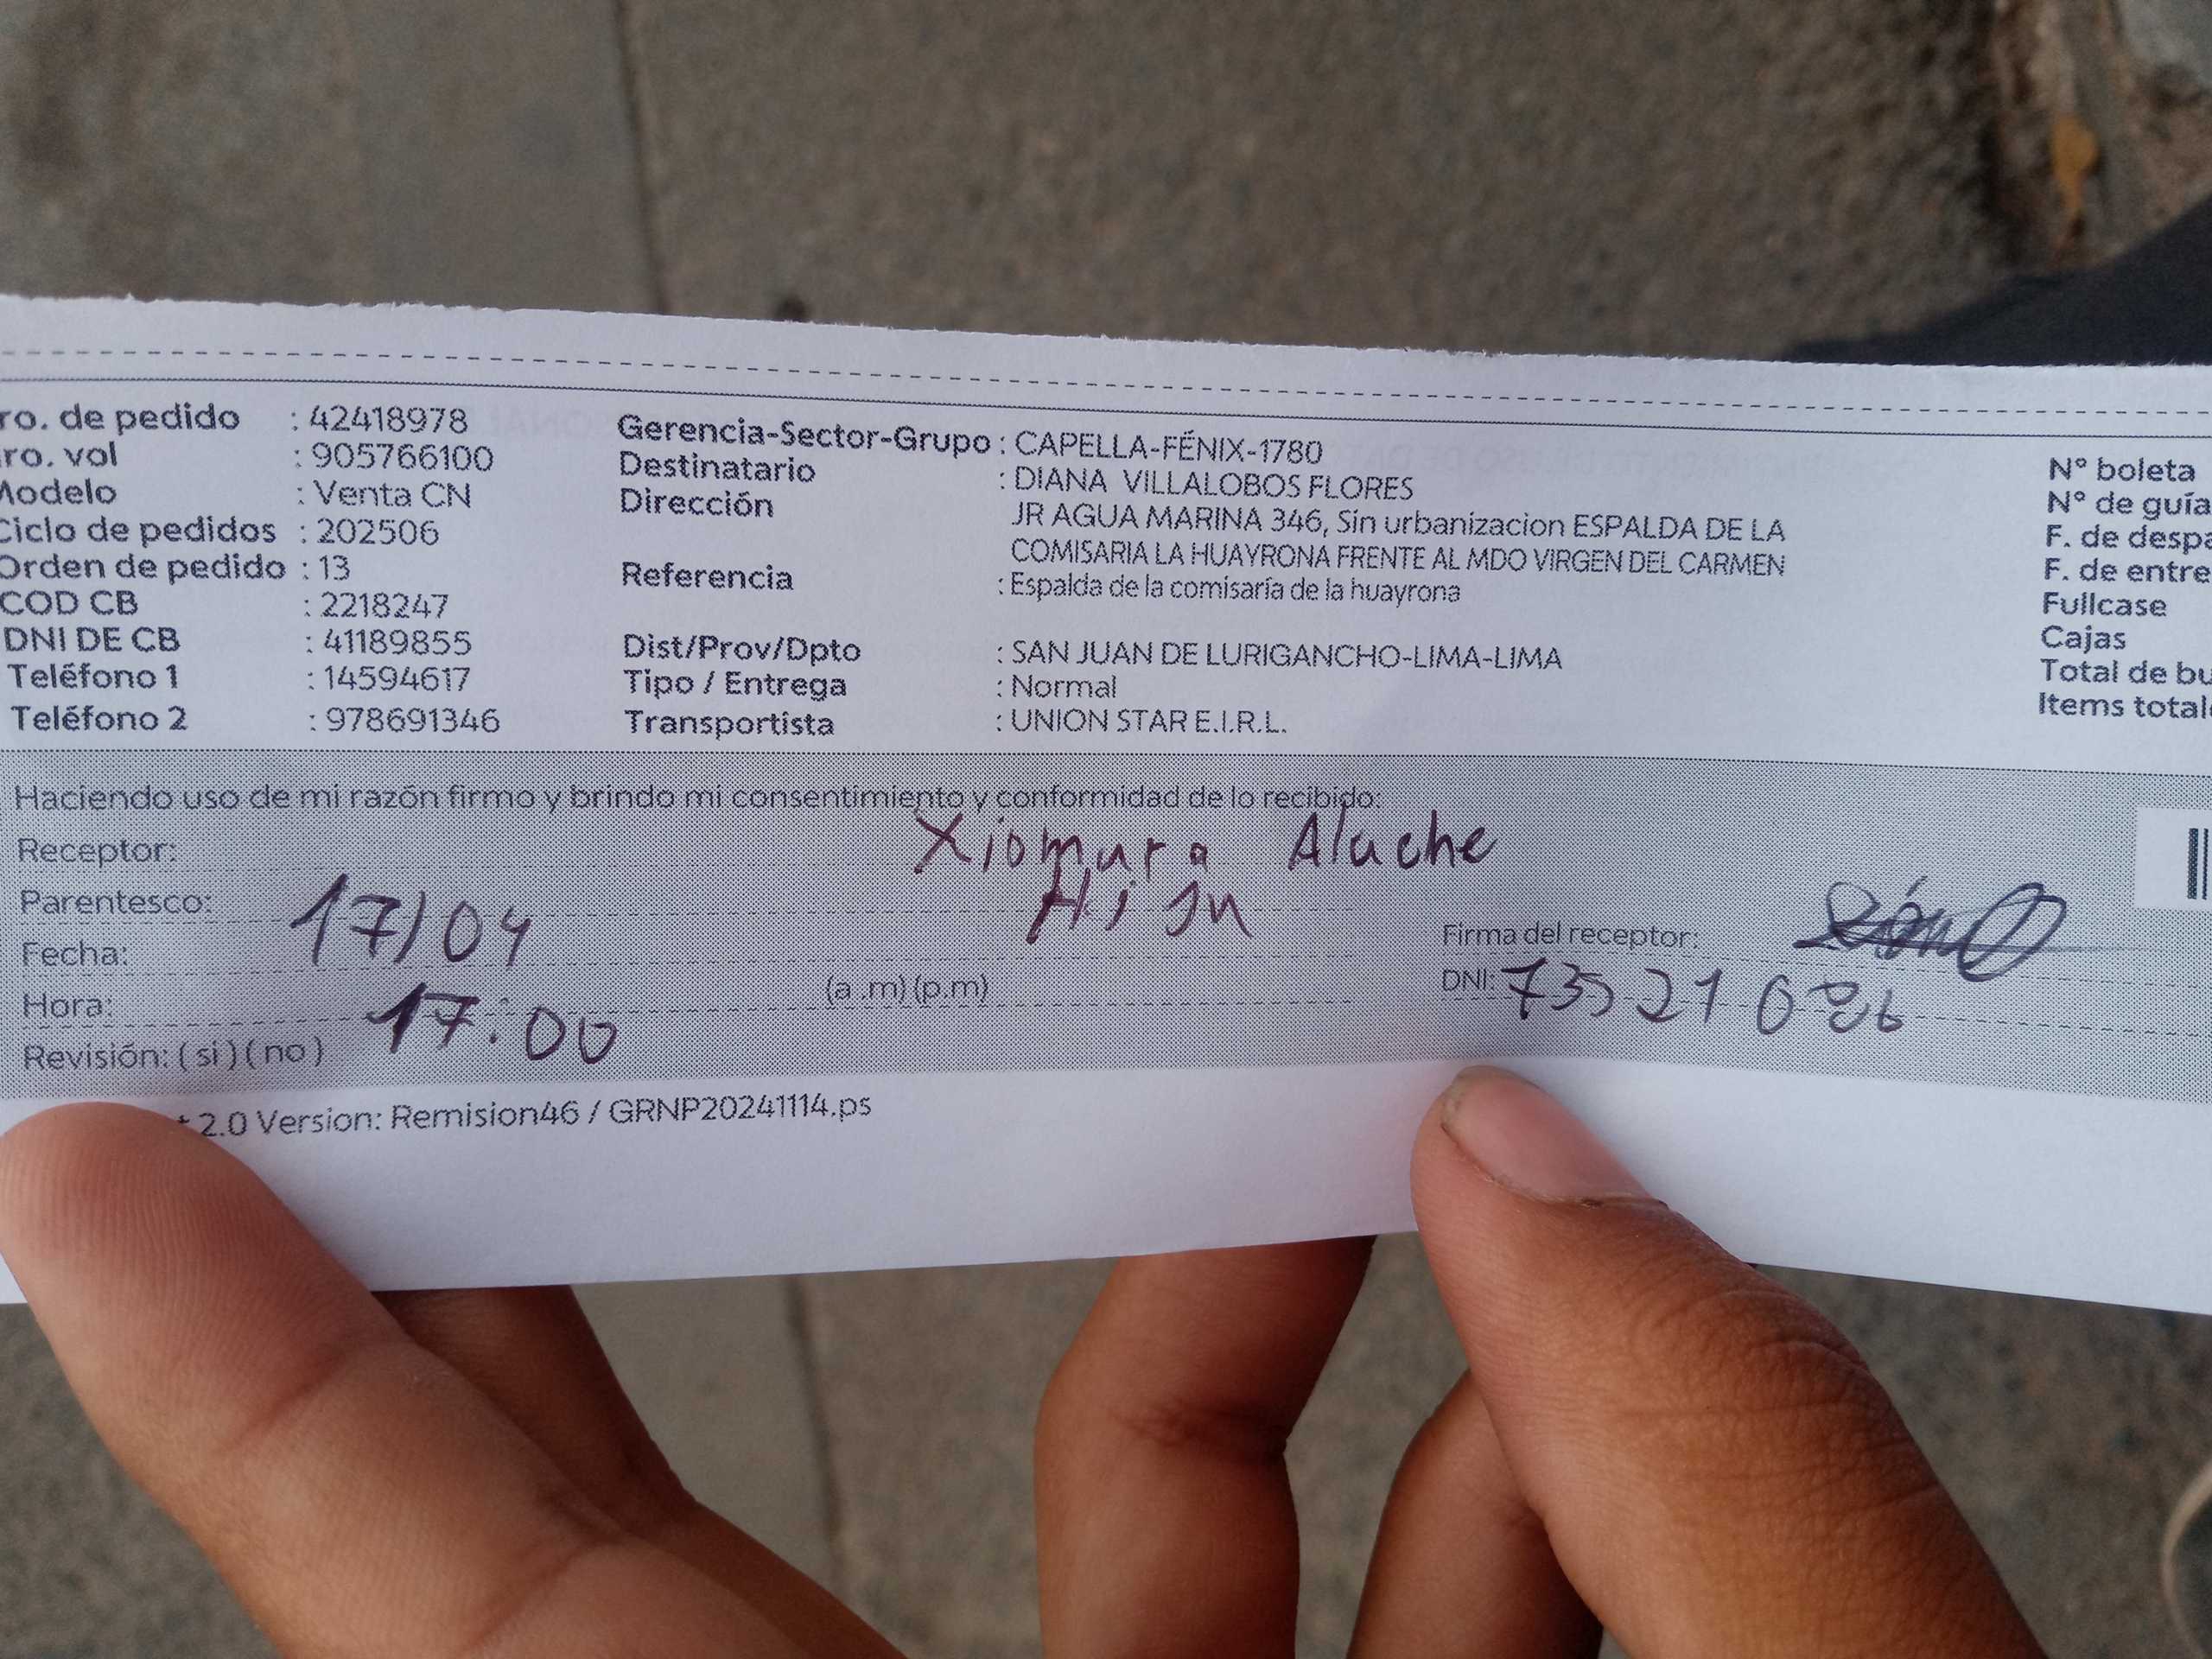 ro. de pedido : 42418978
ro. vol : 905766100
Modelo : Venta CN
Ciclo de pedidos : 202506
Orden de pedido : 13
COD CB : 2218247
DNI DE CB : 41189855
Teléfono 1 : 14594617
Teléfono 2 : 978691346
Gerencia-Sector-Grupo : CAPELLA-FÉNIX-1780
Destinatario : DIANA VILLALOBOS FLORES
Dirección JR AGUA MARINA 346, Sin urbanizacion ESPALDA DE LA
COMISARIA LA HUAYRONA FRENTE AL MDO VIRGEN DEL CARMEN
Referencia : Espalda de la comisaría de la huayrona
Dist/Prov/Dpto : SAN JUAN DE LURIGANCHO-LIMA-LIMA
Tipo / Entrega : Normal
Transportista : UNION STAR E.I.R.L.
N° boleta
N° de guía
F. de despa
F. de entre
Fullcase
Cajas
Total de bu
Items total
Haciendo uso de mi razón firmo y brindo mi consentimiento y conformidad de lo recibido:
Receptor: Xiomara Alache
Parentesco:
Fecha: 17/04
Hora: 17:00 (a.m) (p.m)
Revisión: (si) (no)
Firma del receptor:
DNI:
2.0 Version: Remision46 / GRNP20241114.ps